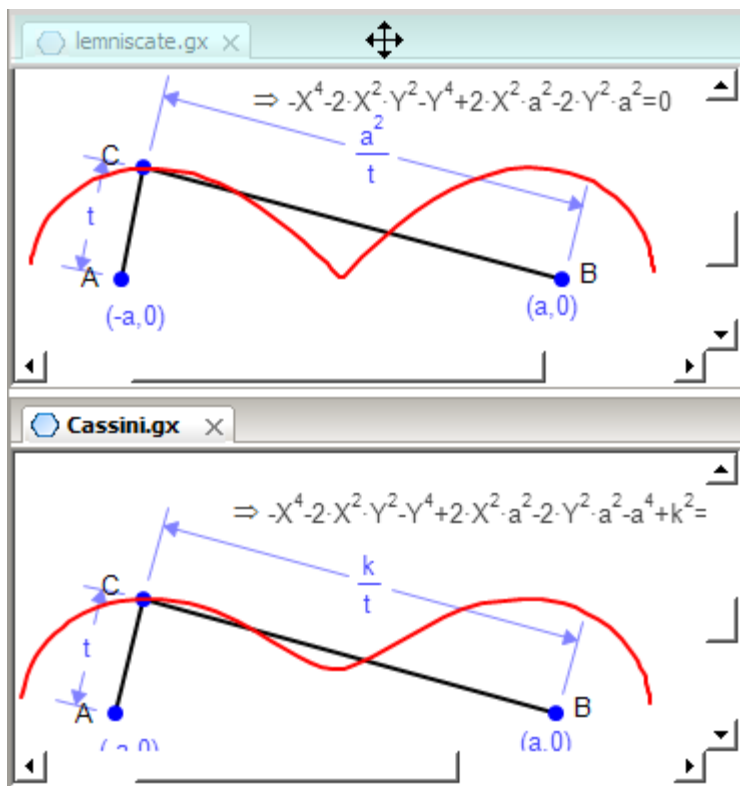 lemniscate.gx
⇒ -X⁴-2·X²·Y²-Y⁴+2·X²·a²-2·Y²·a²=0
a²
t
C
t
A
B
(-a,0)
(a,0)
Cassini.gx
⇒ -X⁴-2·X²·Y²-Y⁴+2·X²·a²-2·Y²·a²-a⁴+k²=
k
t
C
t
A
B
(a,0)